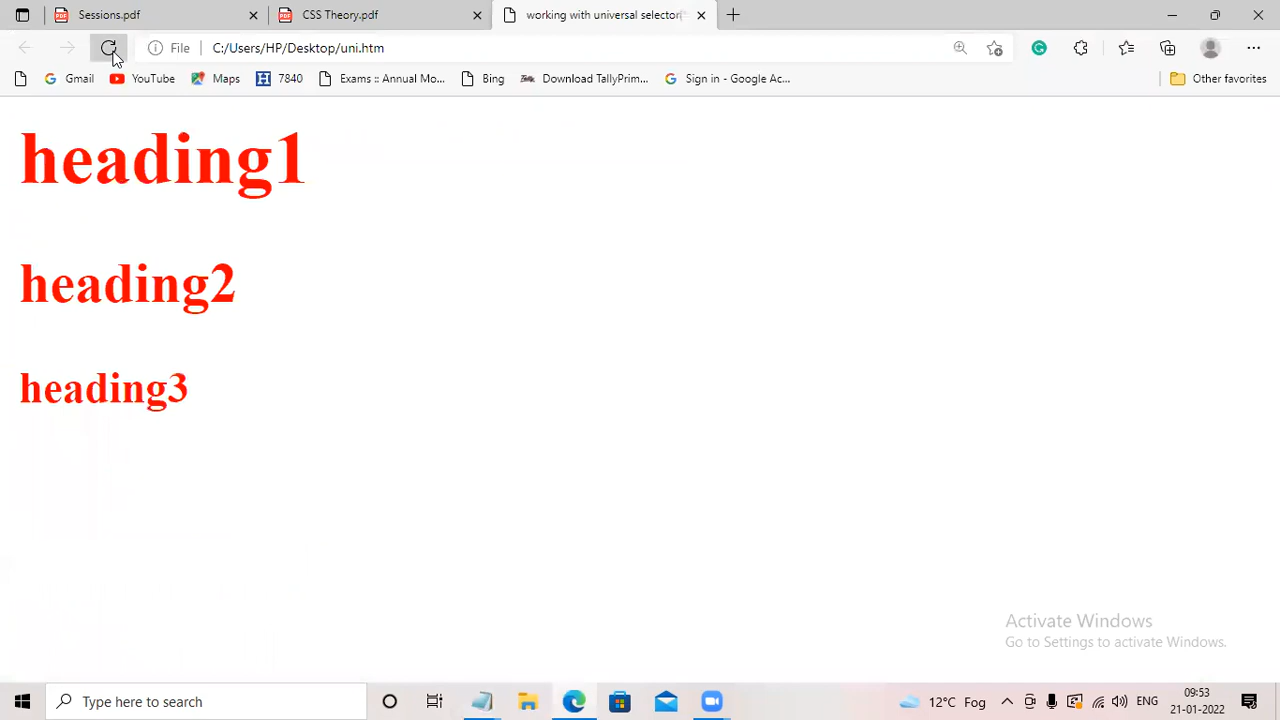 Sessions.pdf
CSS Theory.pdf
working with universal selector
File
C:/Users/HP/Desktop/uni.htm
Gmail
YouTube
Maps
7840
Exams :: Annual Mo...
Bing
Download TallyPrim...
Sign in - Google Ac...
Other favorites
heading1
heading2
heading3
Activate Windows
Go to Settings to activate Windows.
Type here to search
12°C Fog
ENG
09:53
21-01-2022